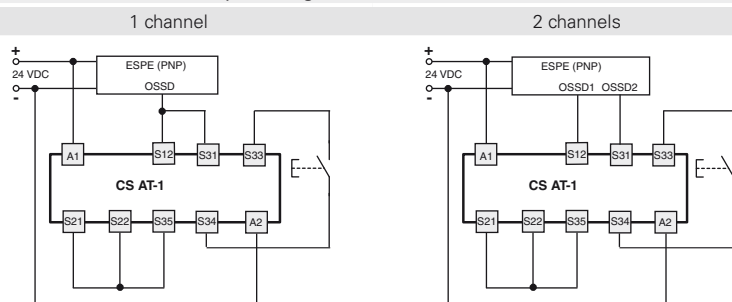 1 channel
2 channels
+
24 VDC
-
ESPE (PNP)
OSSD
A1
S12
S31
S33
CS AT-1
S21
S22
S35
S34
A2
+
24 VDC
-
ESPE (PNP)
OSSD1 OSSD2
A1
S12
S31
S33
CS AT-1
S21
S22
S35
S34
A2